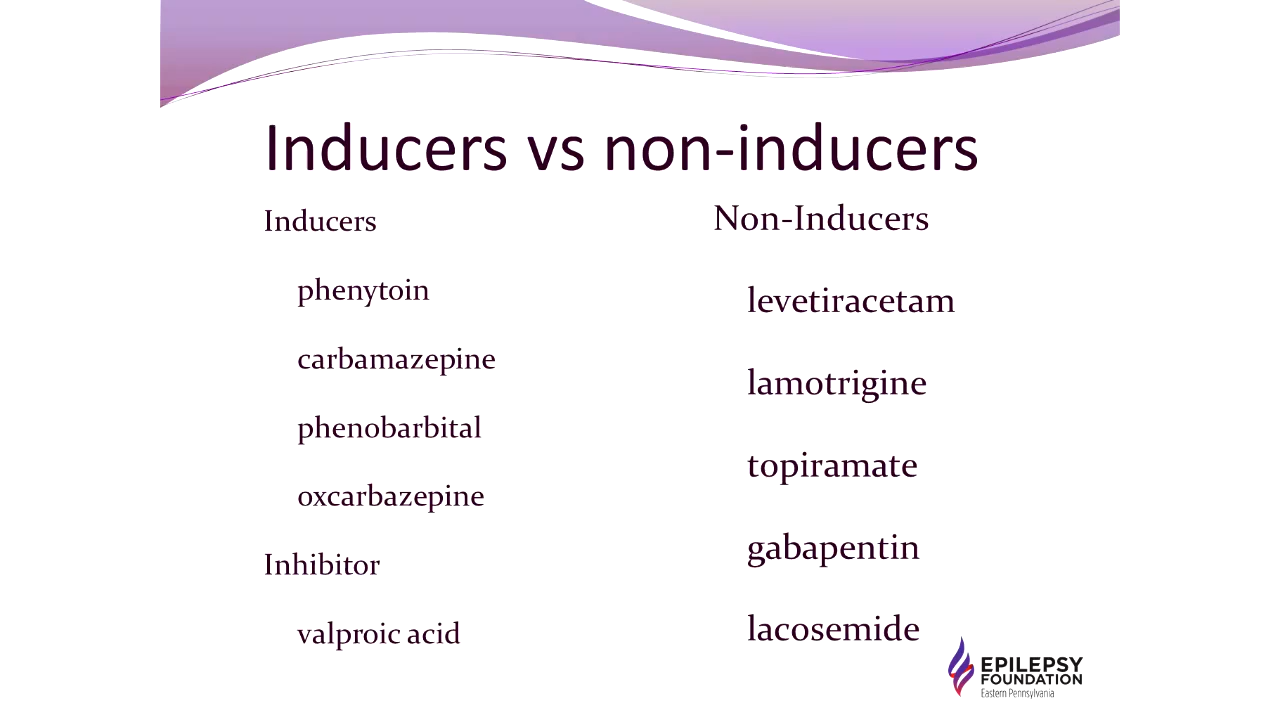 Inducers vs non-inducers
Inducers
phenytoin
carbamazepine
phenobarbital
oxcarbazepine
Inhibitor
valproic acid
Non-Inducers
levetiracetam
lamotrigine
topiramate
gabapentin
lacosemide
EPILEPSY
FOUNDATION
Eastern Pennsylvania